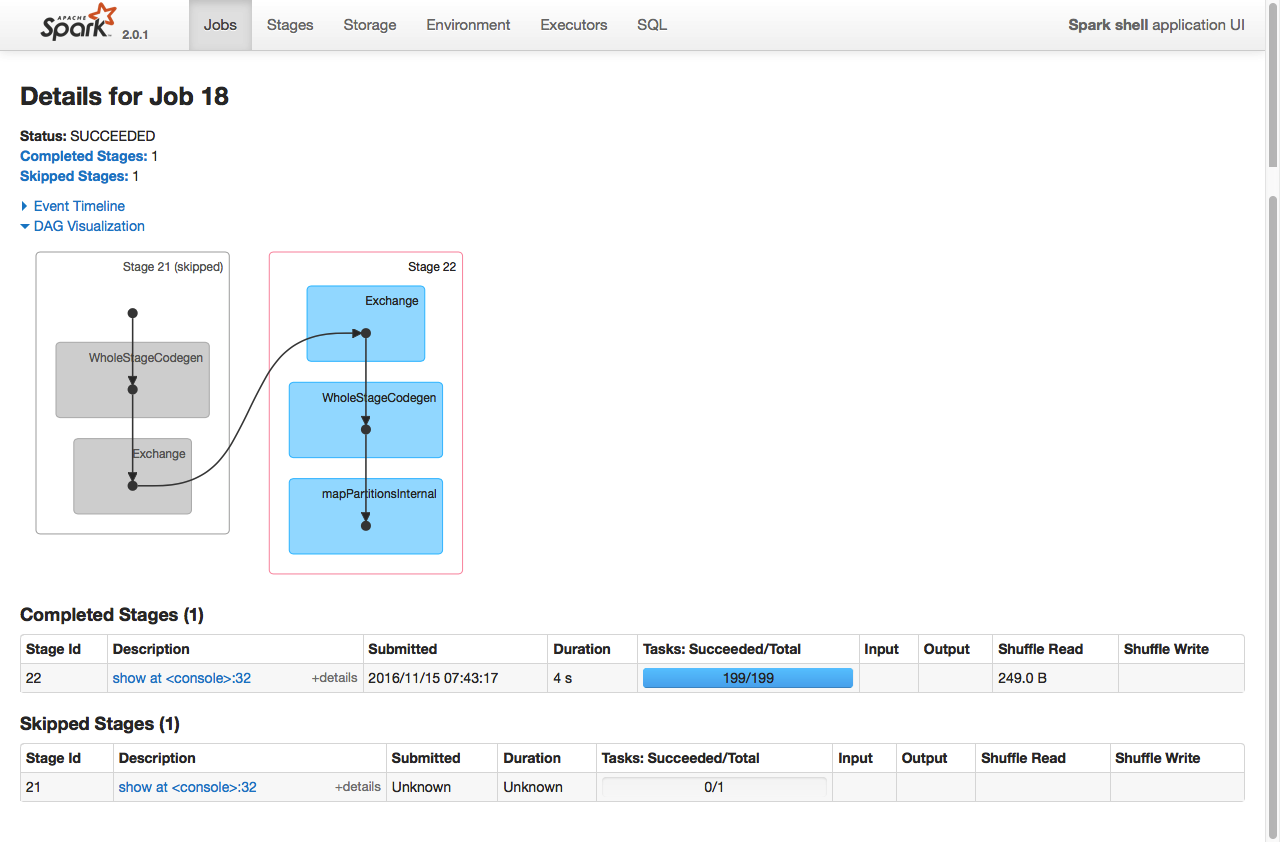 APACHE
Spark 2.0.1 Jobs Stages Storage Environment Executors SQL Spark shell application UI
Details for Job 18
Status: SUCCEEDED
Completed Stages: 1
Skipped Stages: 1
Event Timeline
DAG Visualization
Stage 21 (skipped)
WholeStageCodegen
Exchange
Stage 22
Exchange
WholeStageCodegen
mapPartitionsInternal
Completed Stages (1)
Stage Id Description Submitted Duration Tasks: Succeeded/Total Input Output Shuffle Read Shuffle Write
22 show at <console>:32 +details 2016/11/15 07:43:17 4 s 199/199 249.0 B
Skipped Stages (1)
Stage Id Description Submitted Duration Tasks: Succeeded/Total Input Output Shuffle Read Shuffle Write
21 show at <console>:32 +details Unknown Unknown 0/1